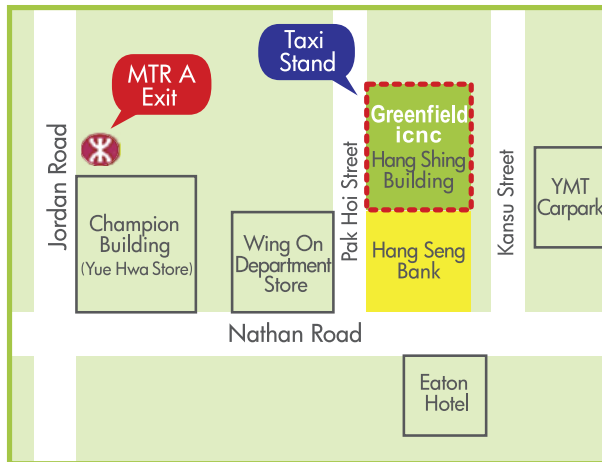 Taxi
Stand
MTR A
Exit
Jordan Road
Champion
Building
(Yue Hwa Store)
Wing On
Department
Store
Pak Hoi Street
Greenfield
icnc
Hang Shing
Building
Hang Seng
Bank
Kansu Street
YMT
Carpark
Nathan Road
Eaton
Hotel